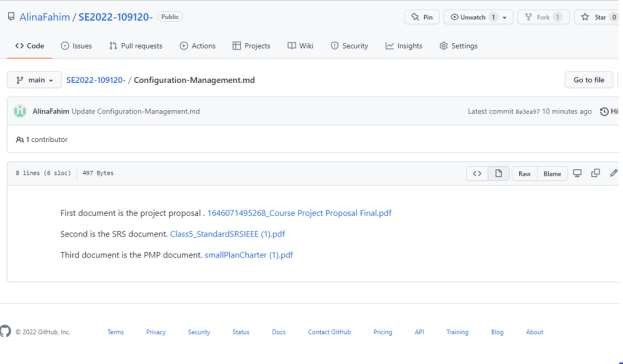 AlinaFahim / SE2022-109120- Public
Pin Unwatch 1 Fork 1 Star 0
Code Issues Pull requests Actions Projects Wiki Security Insights Settings
main SE2022-109120- / Configuration-Management.md Go to file
AlinaFahim Update Configuration-Management.md Latest commit 10 minutes ago
1 contributor
8 lines (6 sloc) 497 Bytes Raw Blame
First document is the project proposal . 1646071495268_Course Project Proposal Final.pdf
Second is the SRS document. Class5_StandardSRSIEEE (1).pdf
Third document is the PMP document. smallPlanCharter (1).pdf
© 2022 GitHub, Inc. Terms Privacy Security Status Docs Contact GitHub Pricing API Training Blog About